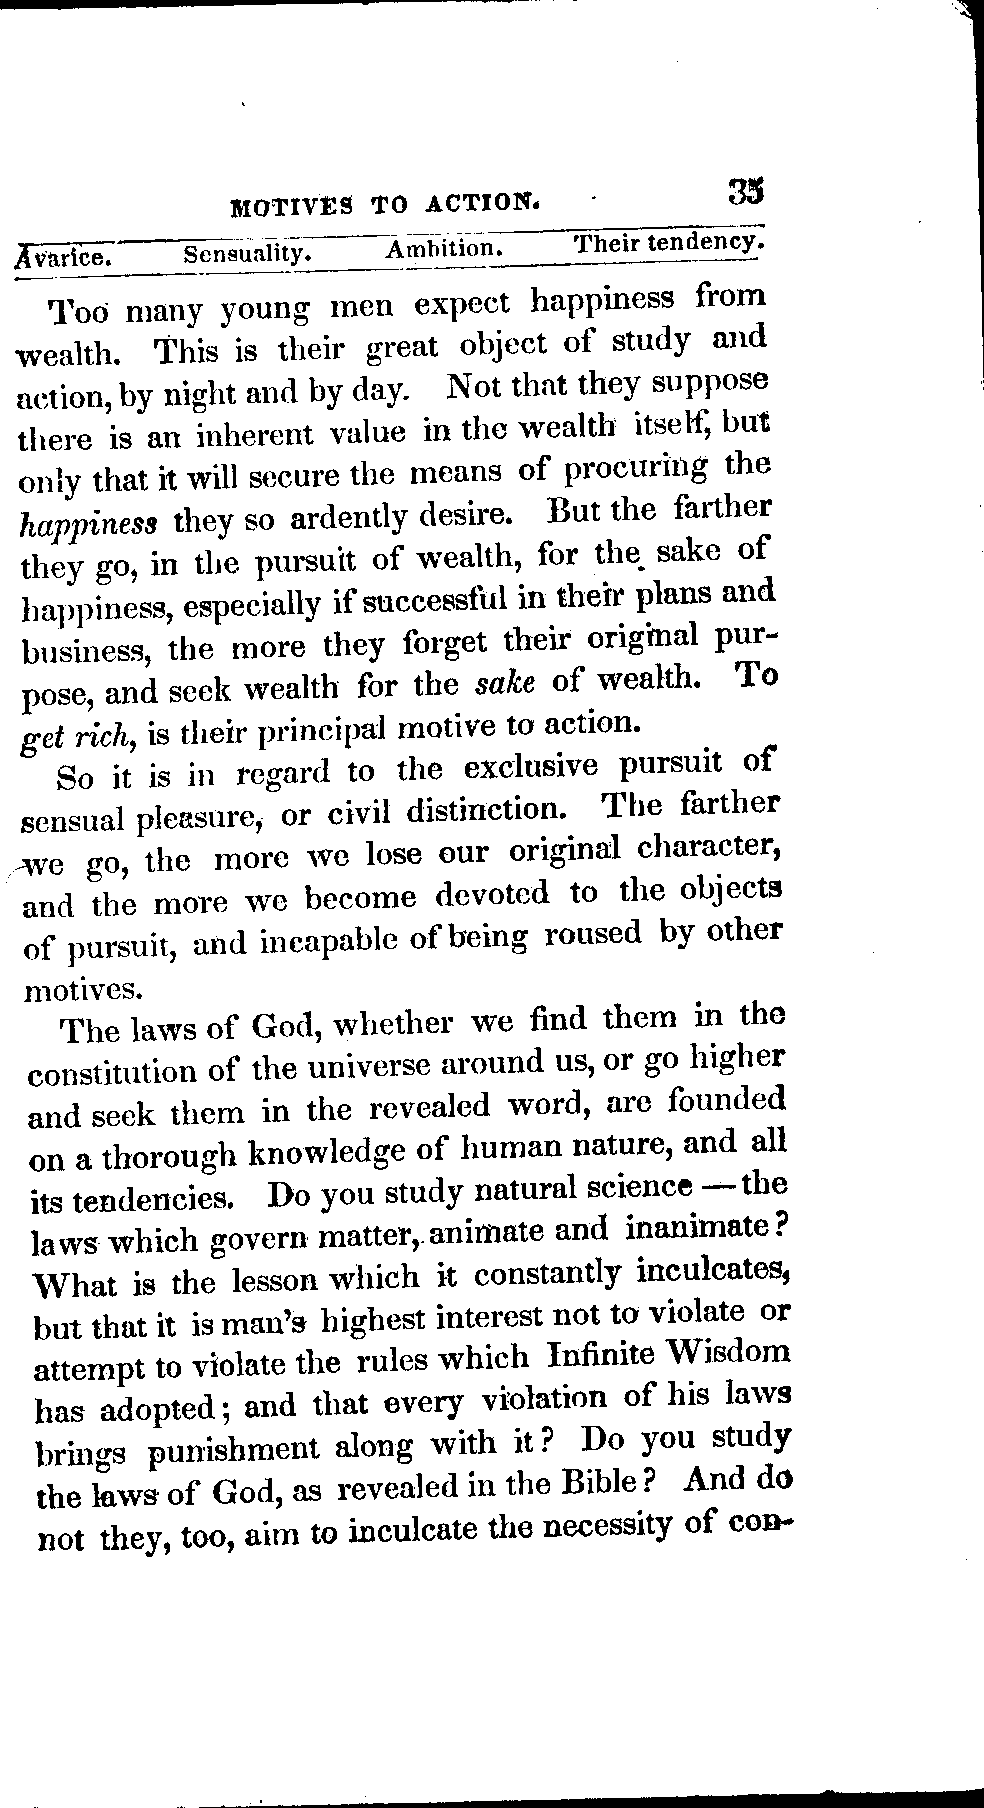 MOTIVES TO ACTION. 35
Avarice. Sensuality. Ambition. Their tendency.
Too many young men expect happiness from
wealth. This is their great object of study and
action, by night and by day. Not that they suppose
there is an inherent value in the wealth itself, but
only that it will secure the means of procuring the
happiness they so ardently desire. But the farther
they go, in the pursuit of wealth, for the sake of
happiness, especially if successful in their plans and
business, the more they forget their original pur-
pose, and seek wealth for the sake of wealth. To
get rich, is their principal motive to action.
So it is in regard to the exclusive pursuit of
sensual pleasure, or civil distinction. The farther
we go, the more we lose our original character,
and the more we become devoted to the objects
of pursuit, and incapable of being roused by other
motives.
The laws of God, whether we find them in the
constitution of the universe around us, or go higher
and seek them in the revealed word, are founded
on a thorough knowledge of human nature, and all
its tendencies. Do you study natural science — the
laws which govern matter, animate and inanimate?
What is the lesson which it constantly inculcates,
but that it is man's highest interest not to violate or
attempt to violate the rules which Infinite Wisdom
has adopted; and that every violation of his laws
brings punishment along with it? Do you study
the laws of God, as revealed in the Bible? And do
not they, too, aim to inculcate the necessity of con-